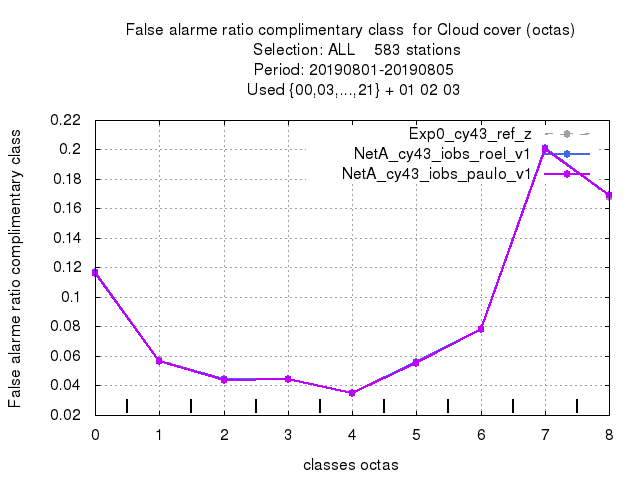 False alarme ratio complimentary class  for Cloud cover (octas)
Selection: ALL    583 stations
Period: 20190801-20190805
Used {00,03,...,21} + 01 02 03
False alarme ratio complimentary class
0.22
0.2
0.18
0.16
0.14
0.12
0.1
0.08
0.06
0.04
0.02
Exp0_cy43_ref_z
NetA_cy43_iobs_roel_v1
NetA_cy43_iobs_paulo_v1
0 1 2 3 4 5 6 7 8
classes octas